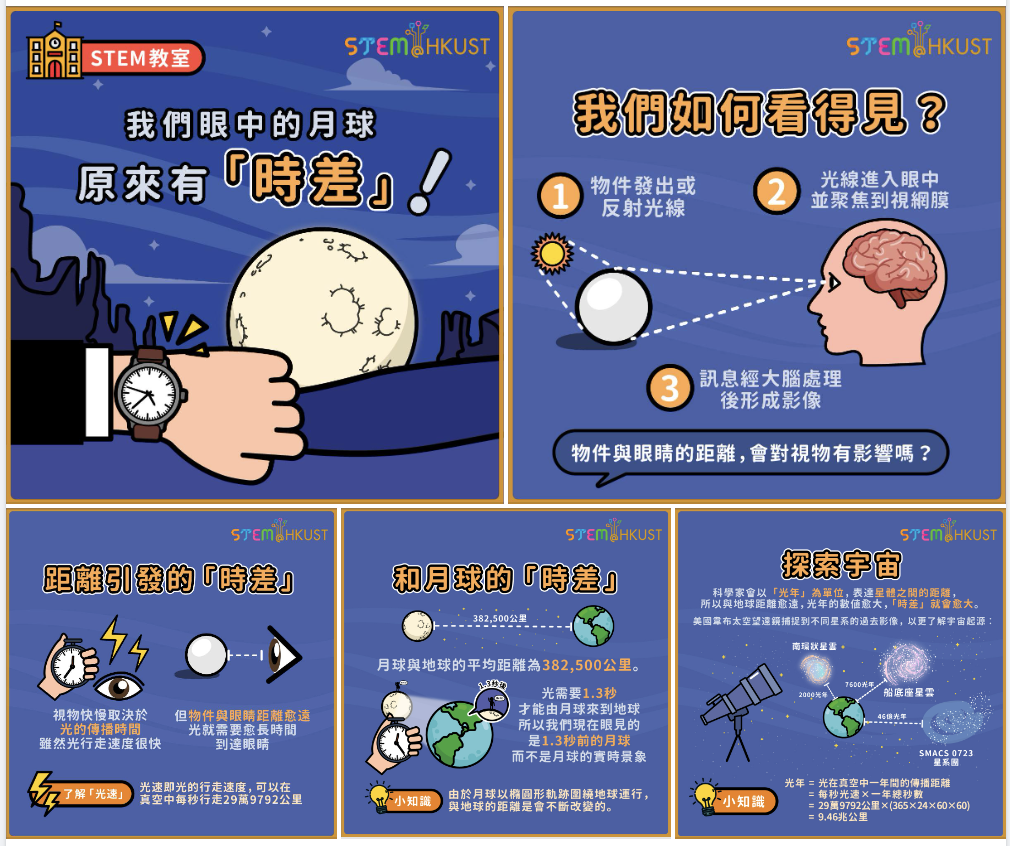 STEM教室
STEM@HKUST
我們眼中的月球
原來有「時差」!
STEM@HKUST
我們如何看得見？
1
物件發出或
反射光線
2
光線進入眼中
並聚焦到視網膜
3
訊息經大腦處理
後形成影像
物件與眼睛的距離，會對視物有影響嗎？
STEM@HKUST
距離引發的「時差」
視物快慢取決於
光的傳播時間
雖然光行走速度很快
但物件與眼睛距離愈遠
光就需要愈長時間
到達眼睛
了解「光速」
光速即光的行走速度，可以在
真空中每秒行走29萬9792公里
STEM@HKUST
和月球的「時差」
382,500公里
月球與地球的平均距離為382,500公里。
1.3秒後
光需要1.3秒
才能由月球來到地球
所以我們現在眼見的
是1.3秒前的月球
而不是月球的實時景象
小知識
由於月球以橢圓形軌跡圍繞地球運行，
與地球的距離是會不斷改變的。
STEM@HKUST
探索宇宙
科學家會以「光年」為單位，表達星體之間的距離，
所以與地球距離愈遠，光年的數值愈大，「時差」就會愈大。
美國韋布太空望遠鏡捕捉到不同星系的過去影像，以更了解宇宙起源：
南環狀星雲
2000光年
7600光年
船底座星雲
46億光年
SMACS 0723
星系團
小知識
光年 = 光在真空中一年間的傳播距離
= 每秒光速×一年總秒數
= 29萬9792公里×(365×24×60×60)
= 9.46兆公里